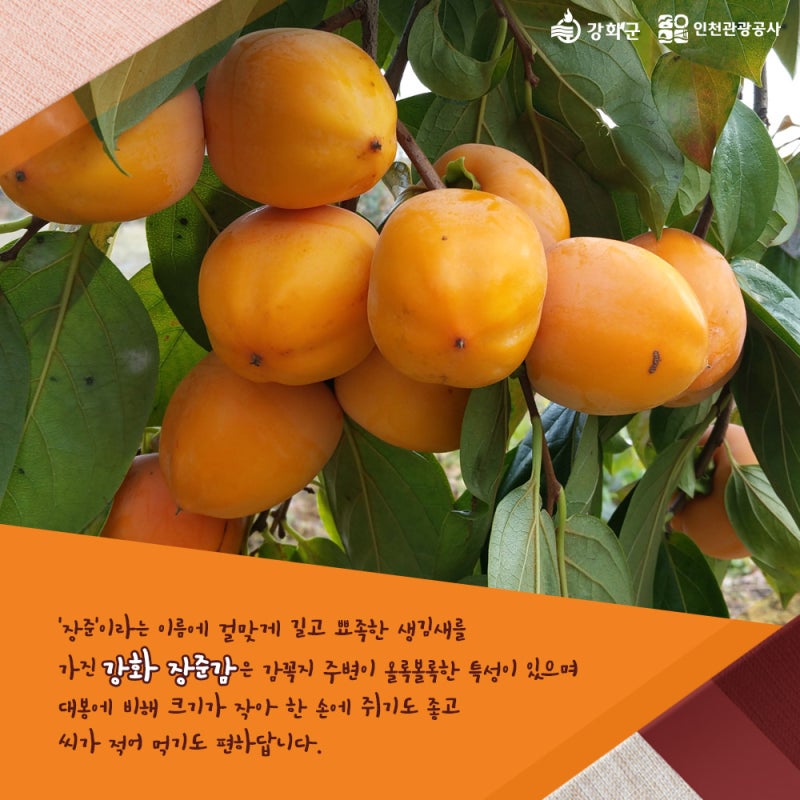 강화군 인천관광공사
'장준'이라는 이름에 걸맞게 길고 뾰족한 생김새를
가진 강화 장준감은 감꼭지 주변이 올록볼록한 특성이 있으며
대봉에 비해 크기가 작아 한 손에 쥐기도 좋고
씨가 적어 먹기도 편하답니다.